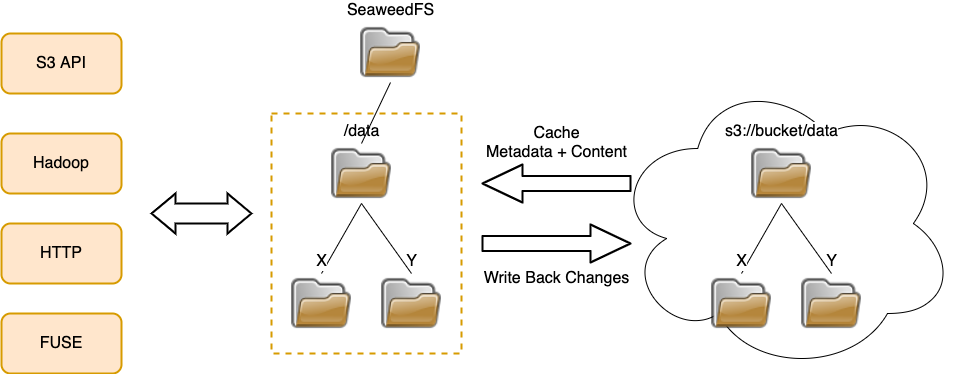 SeaweedFS
S3 API
Hadoop
HTTP
FUSE
/data
X
Y
Cache
Metadata + Content
Write Back Changes
s3://bucket/data
X
Y